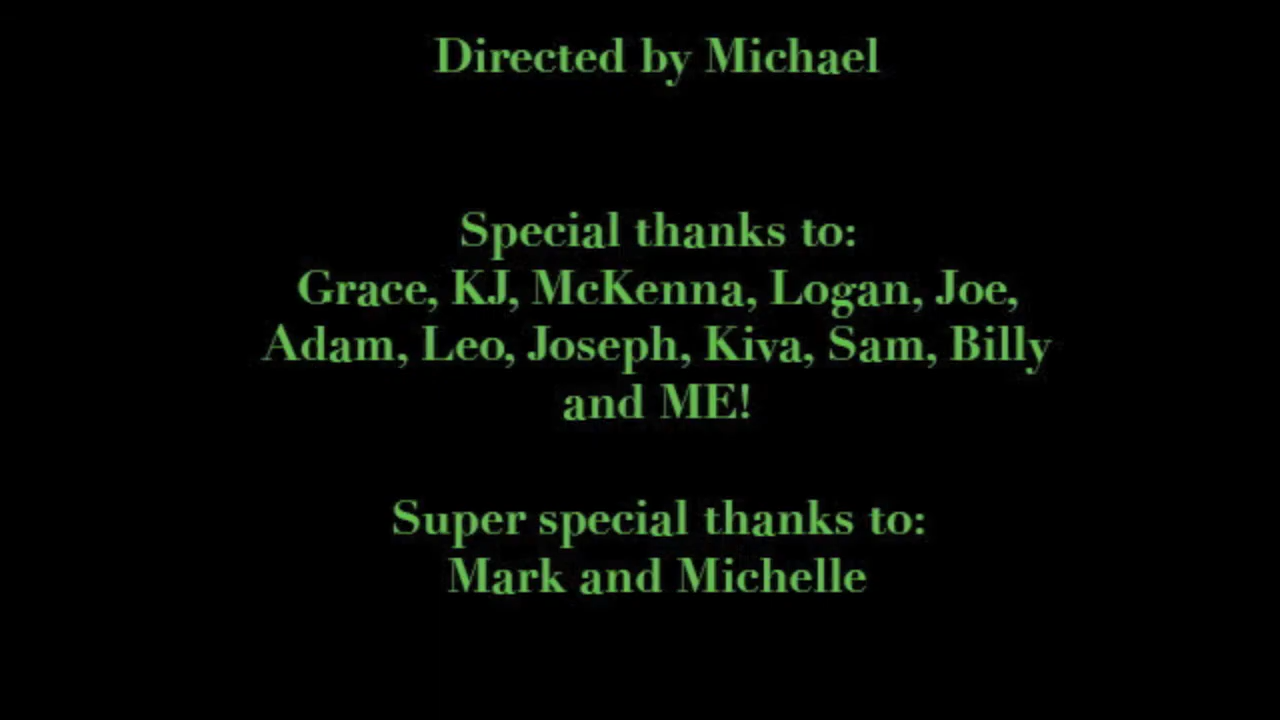 Directed by Michael
Special thanks to:
Grace, KJ, McKenna, Logan, Joe,
Adam, Leo, Joseph, Kiva, Sam, Billy
and ME!
Super special thanks to:
Mark and Michelle